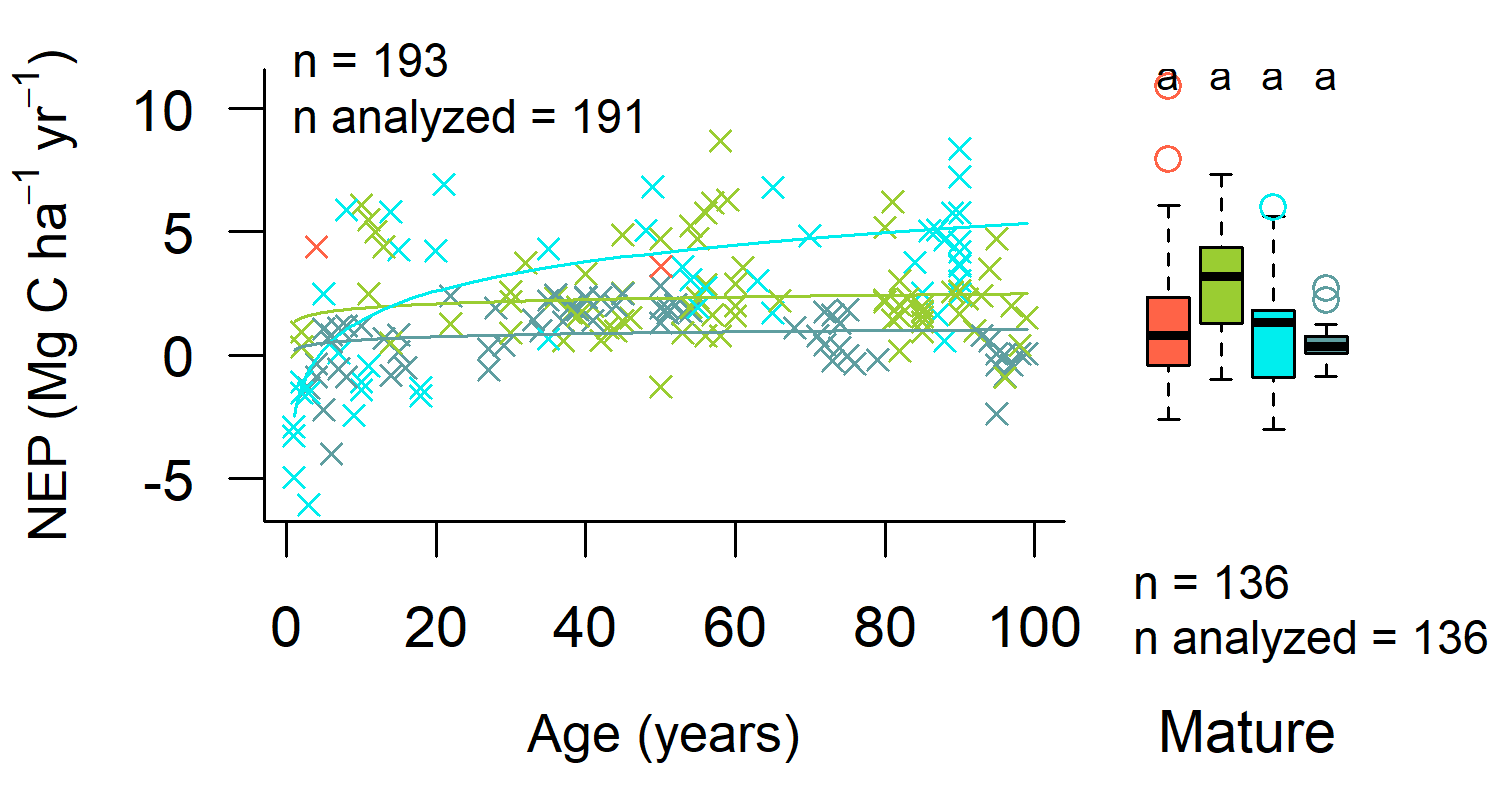 n = 193
n analyzed = 191
NEP (Mg C ha⁻¹ yr⁻¹)
10
5
0
-5
a a a a
0 20 40 60 80 100
n = 136
n analyzed = 136
Age (years)
Mature